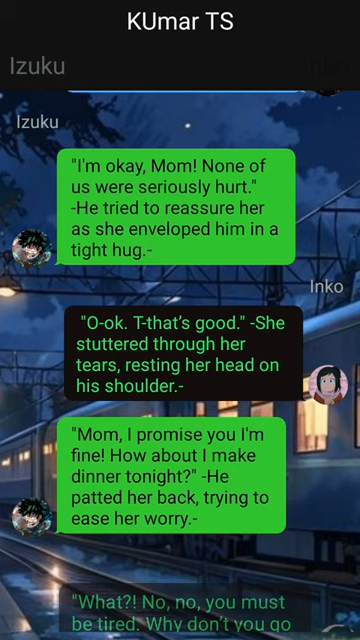 KUmar TS
Izuku
Inko
Izuku
"I'm okay, Mom! None of
us were seriously hurt."
-He tried to reassure her
as she enveloped him in a
tight hug.-
Inko
"O-ok. T-that's good." -She
stuttered through her
tears, resting her head on
his shoulder.-
"Mom, I promise you I'm
fine! How about I make
dinner tonight?" -He
patted her back, trying to
ease her worry.-
"What?! No, no, you must
be tired. Why don't you go